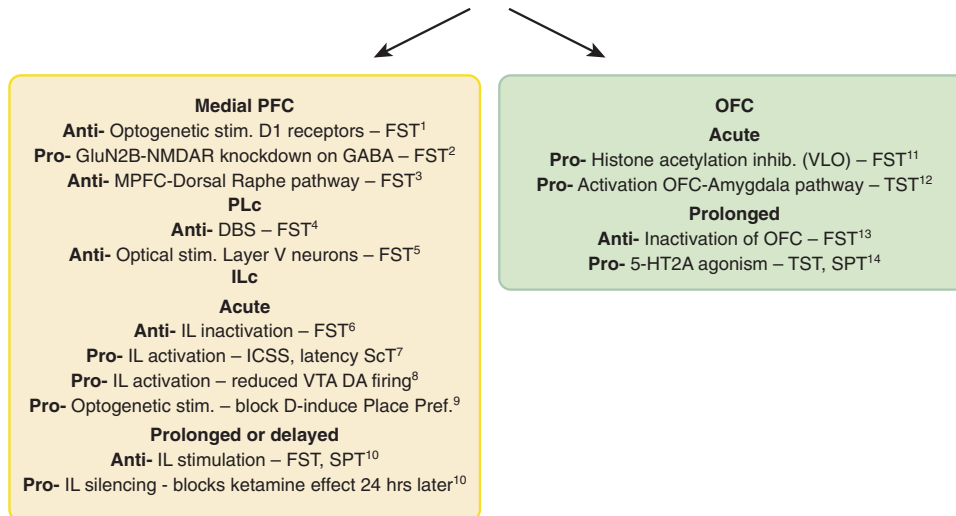 Medial PFC
Anti- Optogenetic stim. D1 receptors – FST¹
Pro- GluN2B-NMDAR knockdown on GABA – FST²
Anti- MPFC-Dorsal Raphe pathway – FST³
PLc
Anti- DBS – FST⁴
Anti- Optical stim. Layer V neurons – FST⁵
ILc
Acute
Anti- IL inactivation – FST⁶
Pro- IL activation – ICSS, latency ScT⁷
Pro- IL activation – reduced VTA DA firing⁸
Pro- Optogenetic stim. – block D-induce Place Pref.⁹
Prolonged or delayed
Anti- IL stimulation – FST, SPT¹⁰
Pro- IL silencing - blocks ketamine effect 24 hrs later¹⁰
OFC
Acute
Pro- Histone acetylation inhib. (VLO) – FST¹¹
Pro- Activation OFC-Amygdala pathway – TST¹²
Prolonged
Anti- Inactivation of OFC – FST¹³
Pro- 5-HT2A agonism – TST, SPT¹⁴